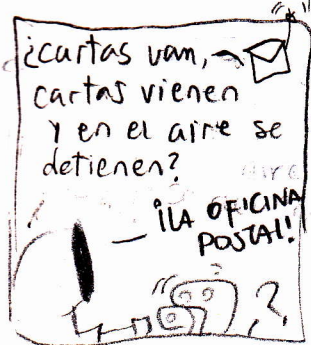 ¿cartas van,
cartas vienen
y en el aire se
detienen?
¡LA OFICINA
POSTAL!